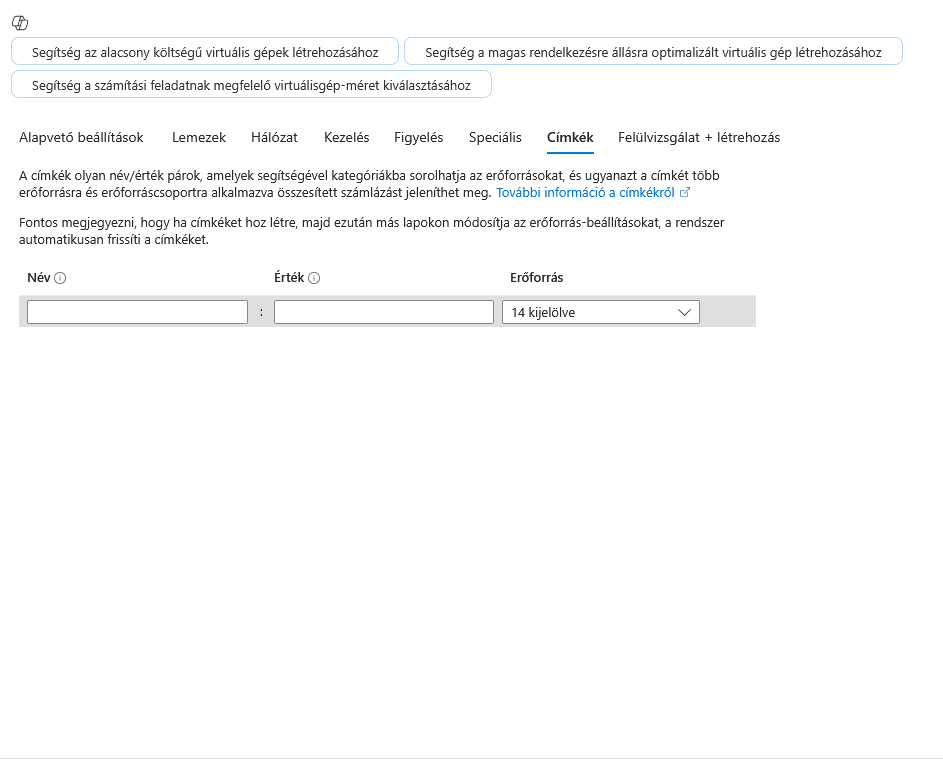 Segítség az alacsony költségű virtuális gépek létrehozásához
Segítség a magas rendelkezésre állásra optimalizált virtuális gép létrehozásához
Segítség a számítási feladatnak megfelelő virtuálisgép-méret kiválasztásához
Alapvető beállítások Lemezek Hálózat Kezelés Figyelés Speciális Címkék Felülvizsgálat + létrehozás
A címkék olyan név/érték párok, amelyek segítségével kategóriákba sorolhatja az erőforrásokat, és ugyanazt a címkét több
erőforrásra és erőforráscsoportra alkalmazva összesített számlázást jeleníthet meg. További információ a címkékről
Fontos megjegyezni, hogy ha címkéket hoz létre, majd ezután más lapokon módosítja az erőforrás-beállításokat, a rendszer
automatikusan frissíti a címkéket.
Név Érték Erőforrás
: 14 kijelölve